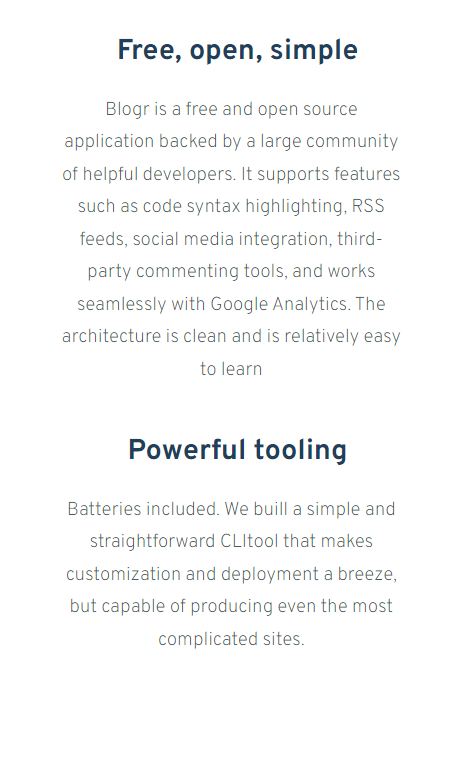 Free, open, simple
Blogr is a free and open source
application backed by a large community
of helpful developers. It supports features
such as code syntax highlighting, RSS
feeds, social media integration, third-
party commenting tools, and works
seamlessly with Google Analytics. The
architecture is clean and is relatively easy
to learn
Powerful tooling
Batteries included. We buill a simple and
straightforward CLItool that makes
customization and deployment a breeze,
but capable of producing even the most
complicated sites.